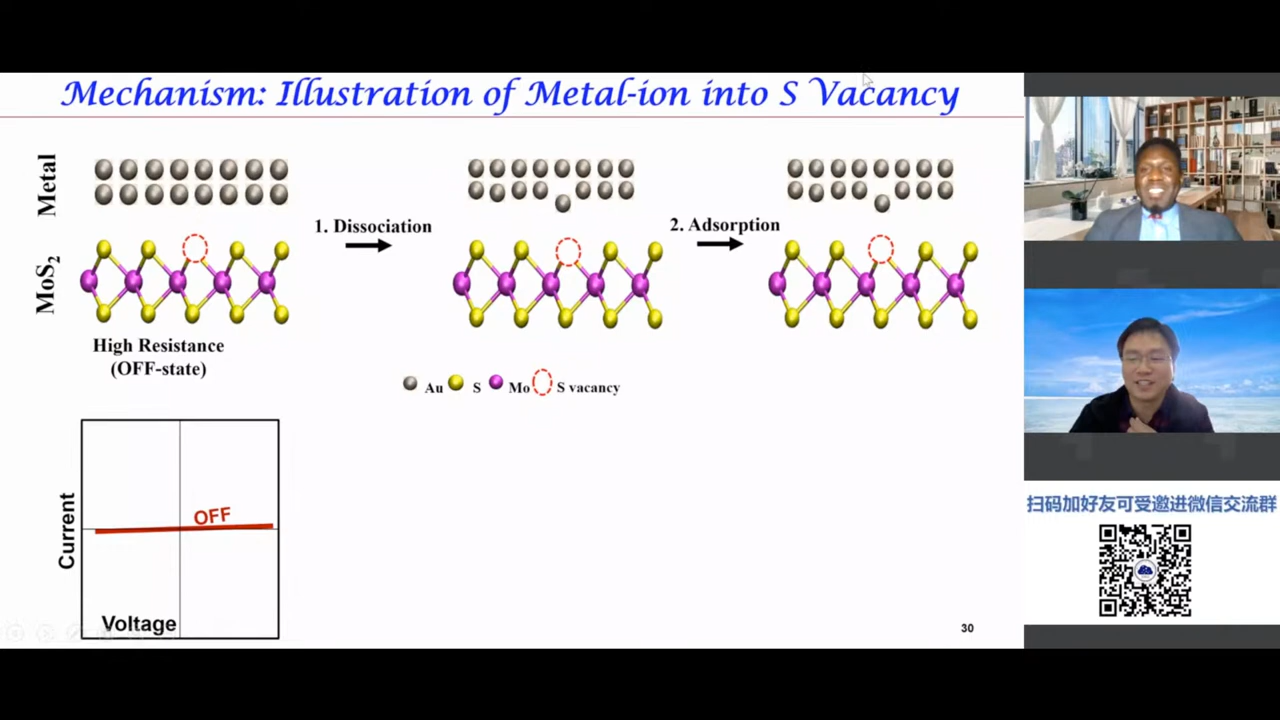 Mechanism: Illustration of Metal-ion into S Vacancy
Metal
MoS2
1. Dissociation
2. Adsorption
High Resistance
(OFF-state)
Au
S
Mo
S vacancy
Current
OFF
Voltage
30
扫码加好友可受邀进微信交流群